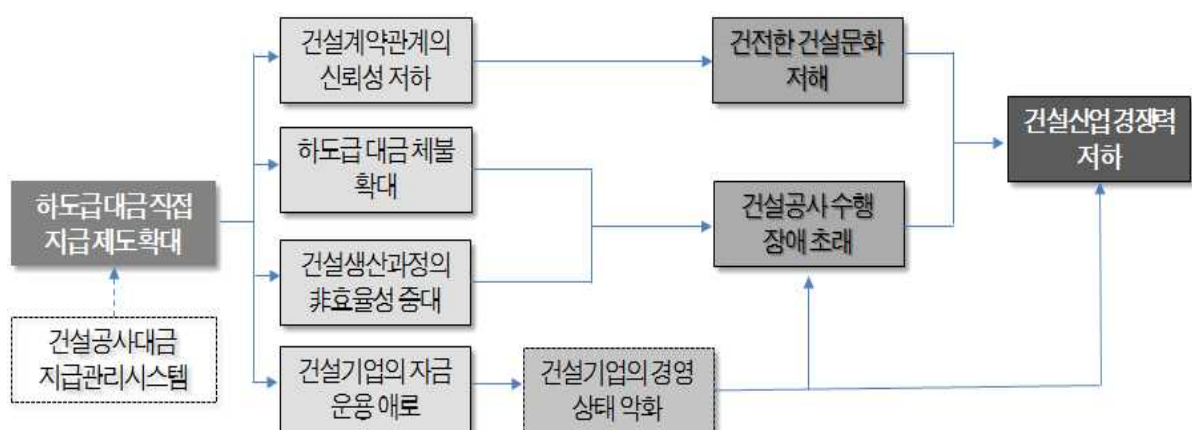 건설계약관계의
신뢰성 저하
건전한 건설문화
저해
하도급 대금 체불
확대
건설산업 경쟁력
저하
하도급 대금 직접
지급 제도확대
건설공사 수행
장애 초래
건설생산과정의
非효율성 증대
건설공사대금
지급관리시스템
건설기업의 자금
운용 애로
건설기업의 경영
상태 악화